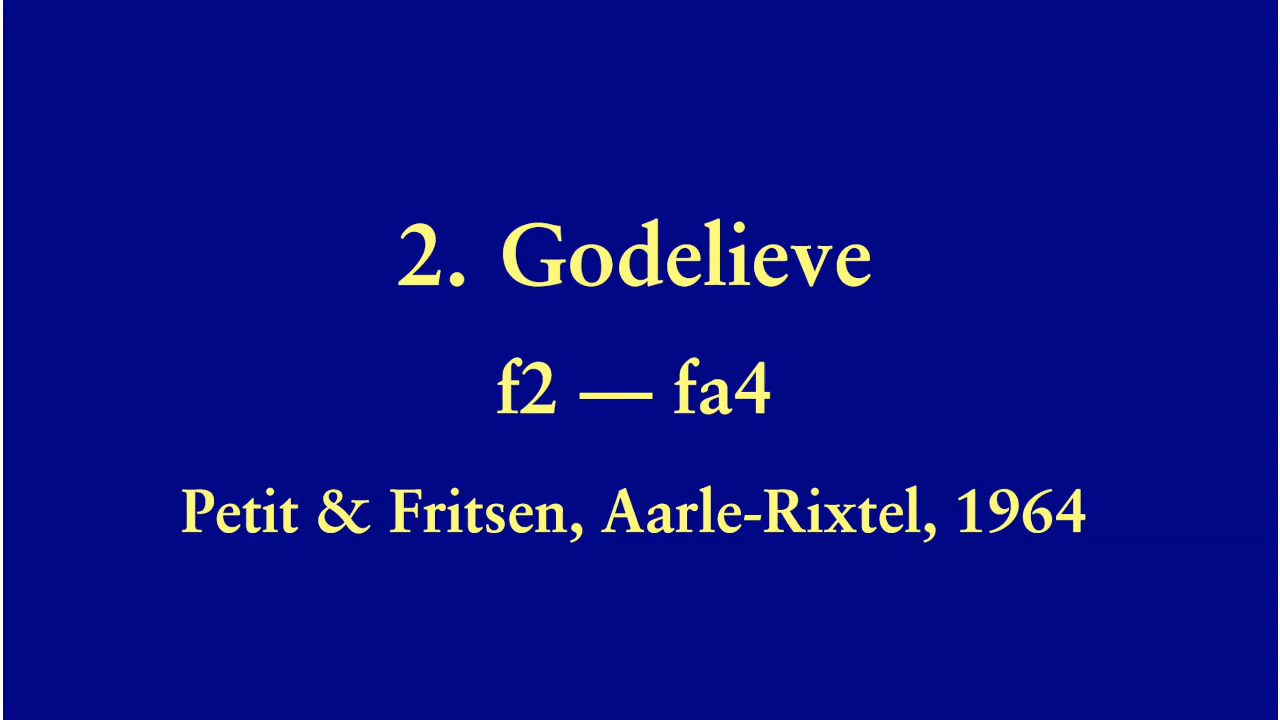 2. Godelieve
f2 — fa4
Petit & Fritsen, Aarle-Rixtel, 1964